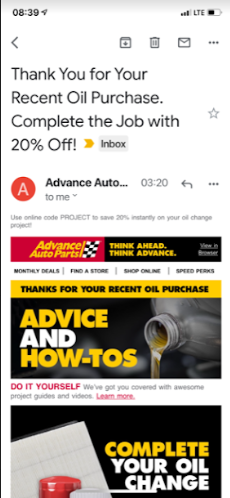 08:39
LTE
Thank You for Your
Recent Oil Purchase.
Complete the Job with
20% Off! Inbox
A
Advance Auto... 03:20
to me
Use online code PROJECT to save 20% instantly on your oil change
project!
Advance Auto Parts THINK AHEAD. THINK ADVANCE. View in Browser
MONTHLY DEALS | FIND A STORE | SHOP ONLINE | SPEED PERKS
THANKS FOR YOUR RECENT OIL PURCHASE
ADVICE
AND
HOW-TOS
DO IT YOURSELF We've got you covered with awesome
project guides and videos. Learn more.
COMPLETE
YOUR OIL
CHANGE